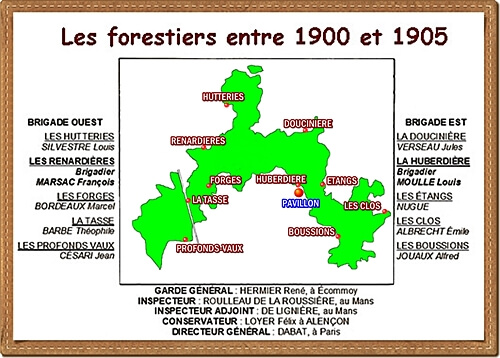 Les forestiers entre 1900 et 1905
BRIGADE OUEST
LES HUTTERIES
SILVESTRE Louis
LES RENARDIÈRES
Brigadier
MARSAC François
LES FORGES
BORDEAUX Marcel
LA TASSE
BARBE Théophile
LES PROFONDS VAUX
CÉSARI Jean
HUTTERIES
DOUCINIERE
RENARDIERES
FORGES
HUBERDIERE
ETANGS
LA TASSE
PAVILLON
LES CLOS
BOUSSIONS
PROFONDS-VAUX
BRIGADE EST
LA DOUCINIÈRE
VERSEAU Jules
LA HUBERDIÈRE
Brigadier
MOULLE Louis
LES ÉTANGS
NUGUE
LES CLOS
ALBRECHT Émile
LES BOUSSIONS
JOUAUX Alfred
GARDE GÉNÉRAL : HERMIER René, à Écommoy
INSPECTEUR : ROULLEAU DE LA ROUSSIÈRE, au Mans
INSPECTEUR ADJOINT : DE LIGNIÈRE, au Mans
CONSERVATEUR : LOYER Félix à ALENÇON
DIRECTEUR GÉNÉRAL : DABAT, à Paris